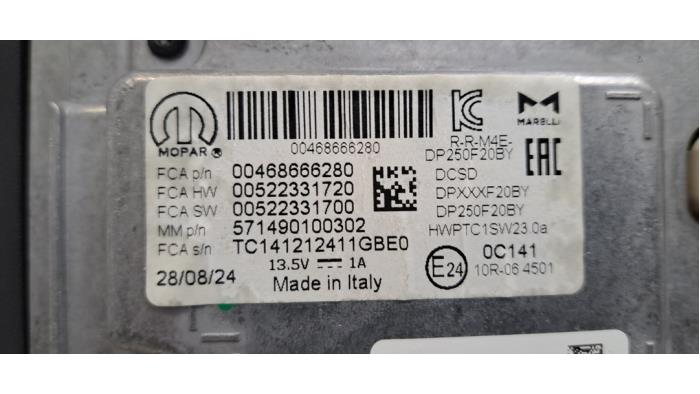 MOPAR®
00468666280
MARELLI
R-R-M4E-
DP250F20BY
FCA p/n 00468666280
DCSD
FCA HW 00522331720
DPXXXF20BY
FCA SW 00522331700
DP250F20BY
MM p/n 571490100302
HWPTC1SW23.0a
FCA s/n TC141212411GBE0
EAC
13.5V 1A
E24
0C141
28/08/24
Made in Italy
10R-06 4501